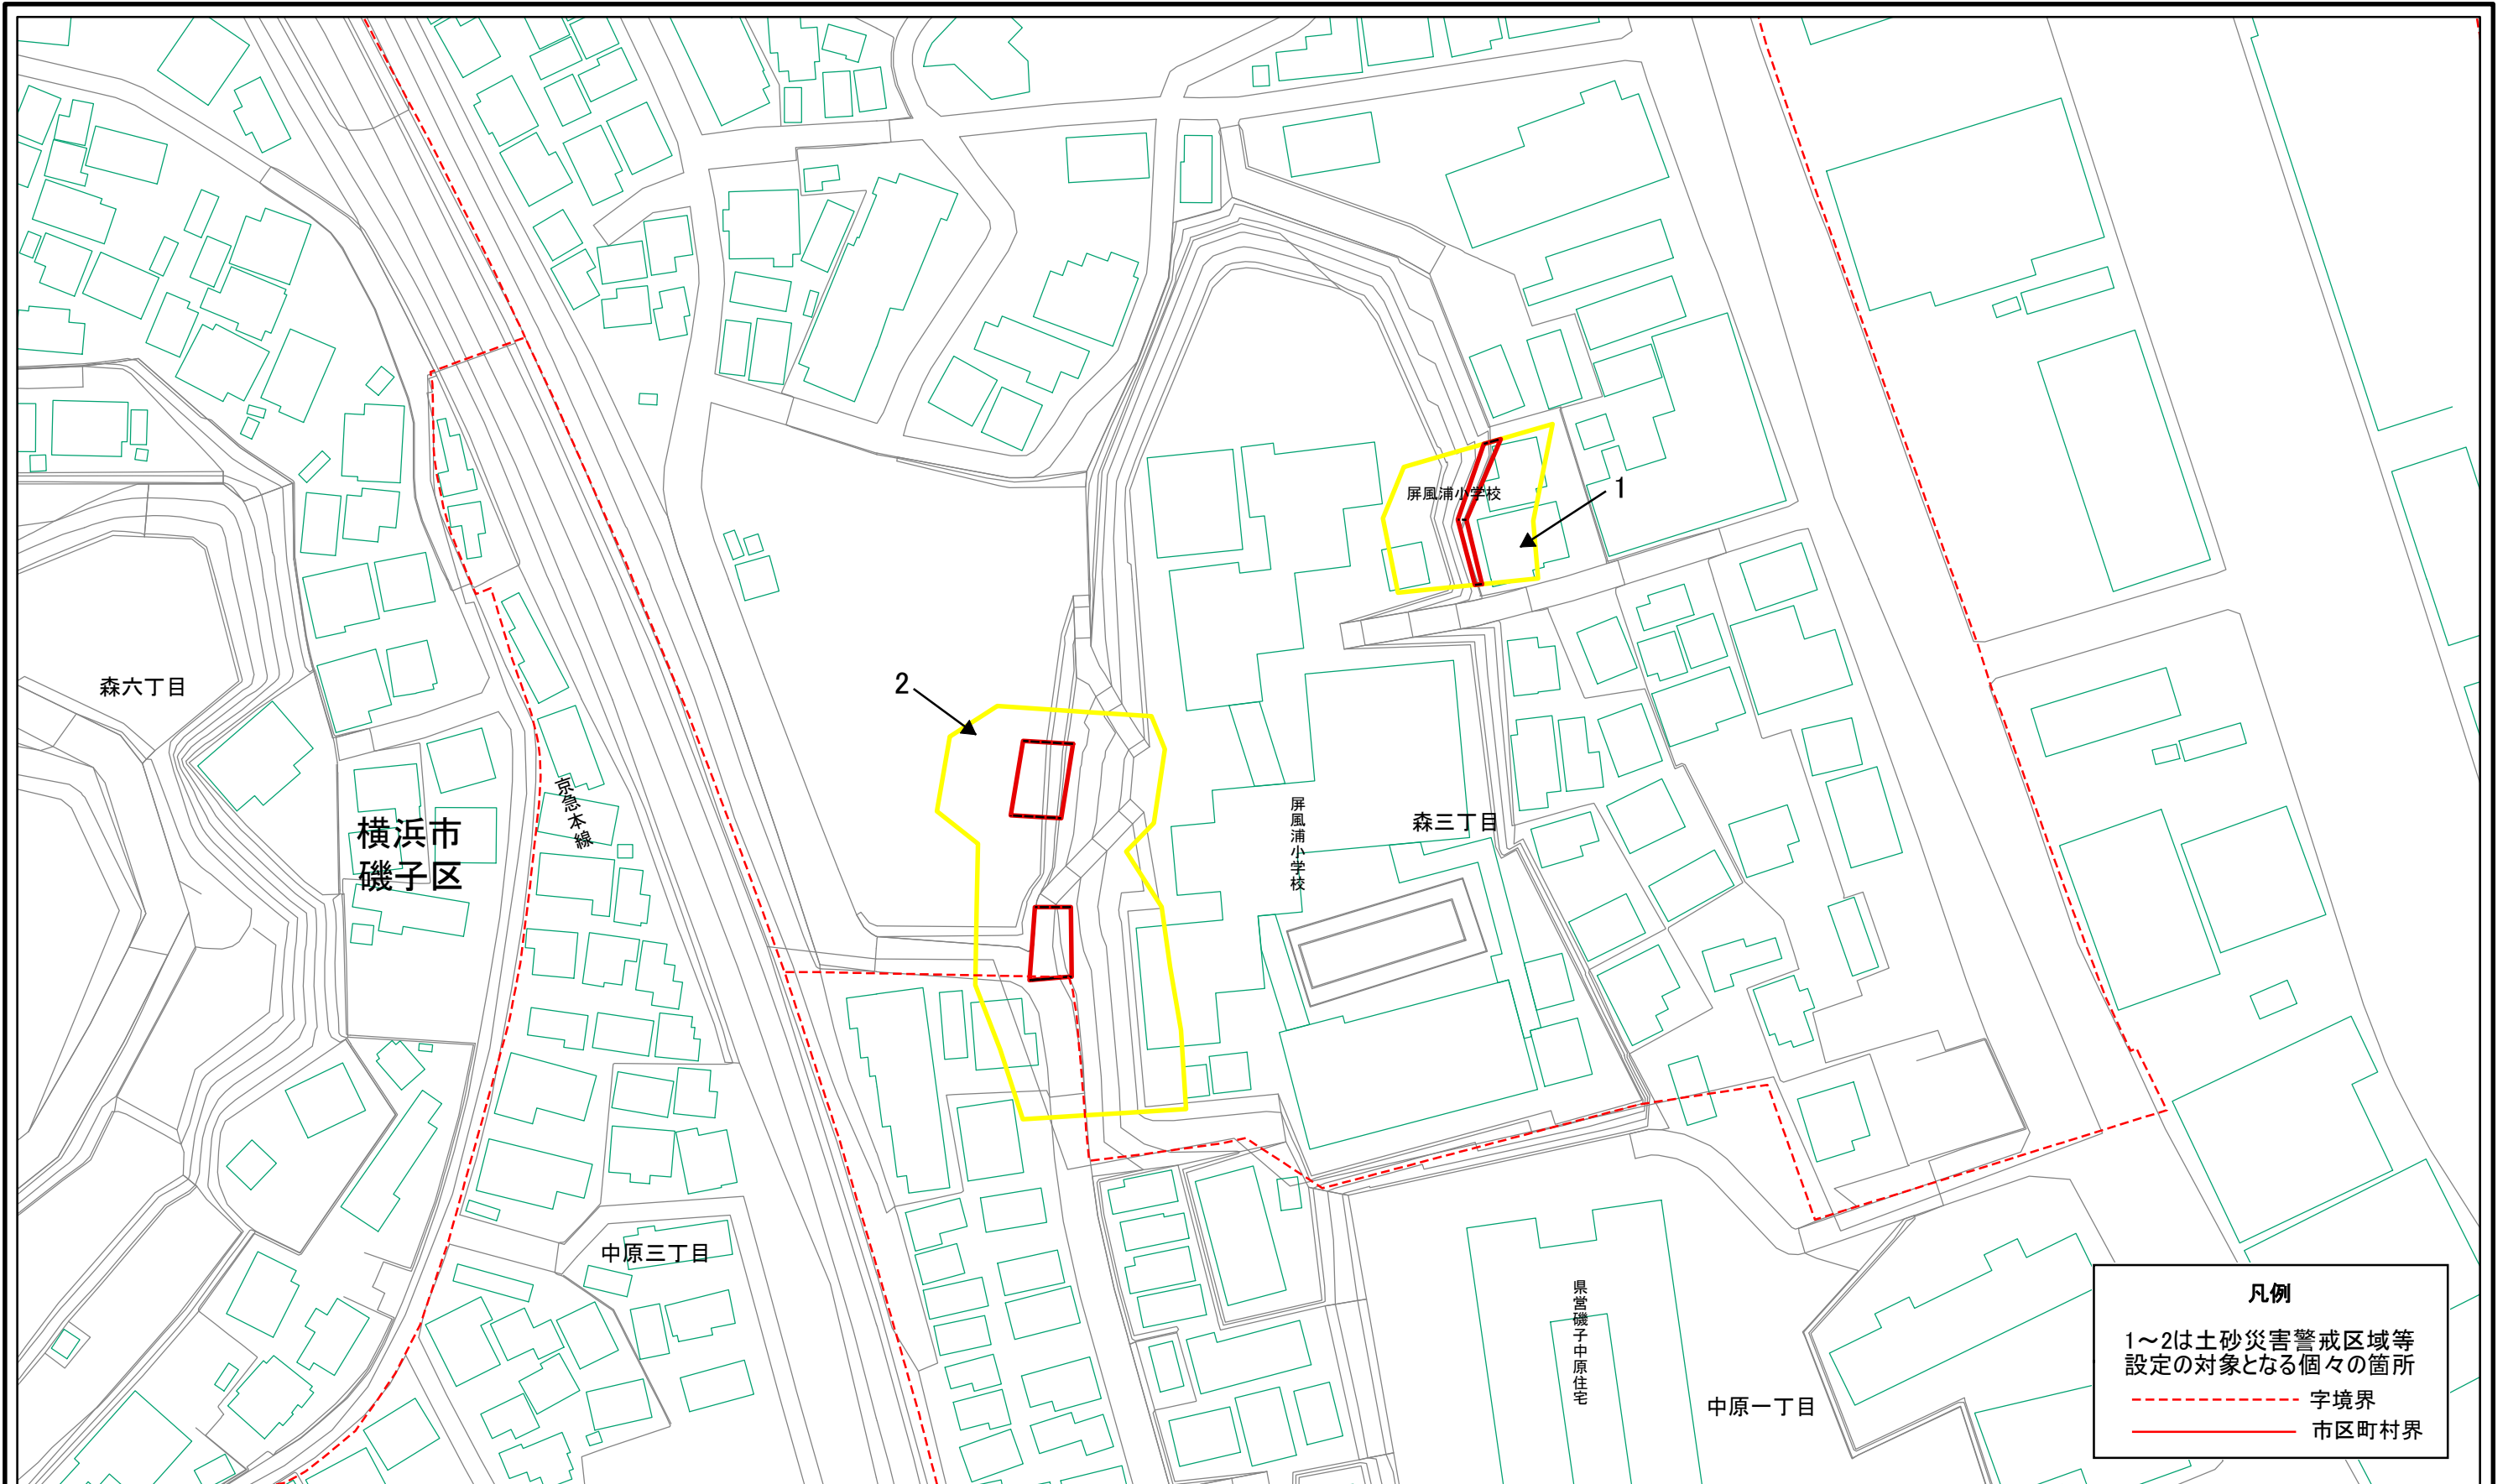 屏風浦小学校
1
2
森六丁目
京急本線
横浜市
磯子区
屏風浦小学校
森三丁目
中原三丁目
県営磯子中原住宅
中原一丁目
凡例
1～2は土砂災害警戒区域等
設定の対象となる個々の箇所
字境界
市区町村界